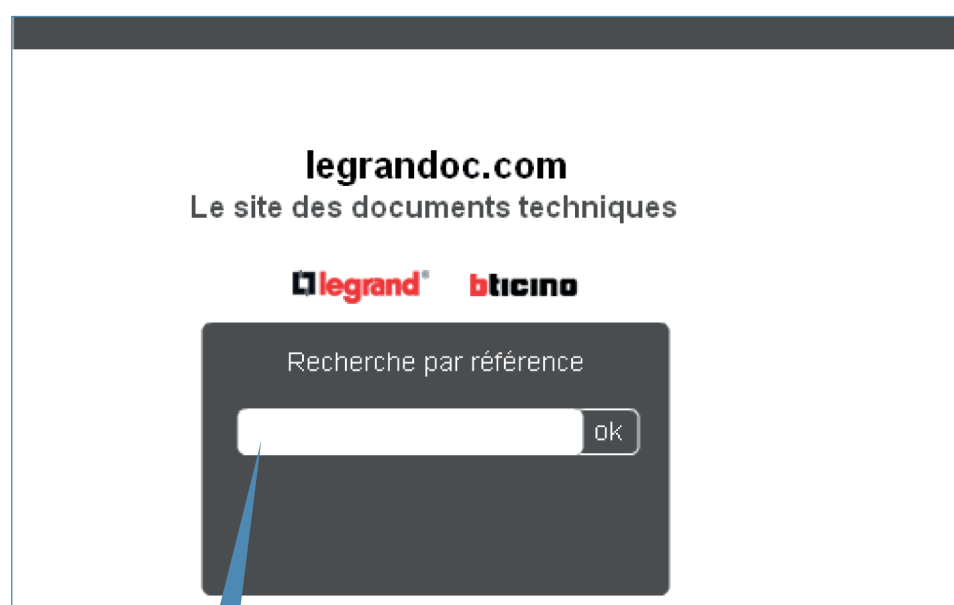 legrandoc.com
Le site des documents techniques
legrand® bticino
Recherche par référence
ok